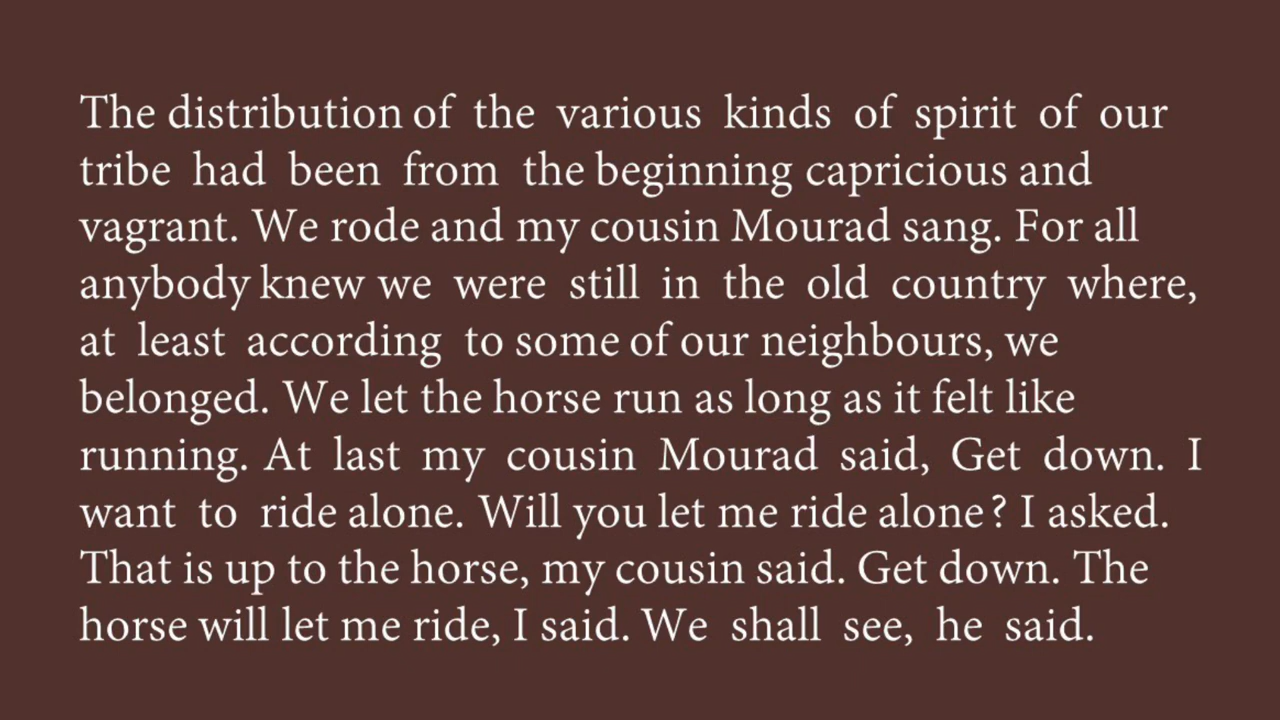 The distribution of the various kinds of spirit of our
tribe had been from the beginning capricious and
vagrant. We rode and my cousin Mourad sang. For all
anybody knew we were still in the old country where,
at least according to some of our neighbours, we
belonged. We let the horse run as long as it felt like
running. At last my cousin Mourad said, Get down. I
want to ride alone. Will you let me ride alone? I asked.
That is up to the horse, my cousin said. Get down. The
horse will let me ride, I said. We shall see, he said.